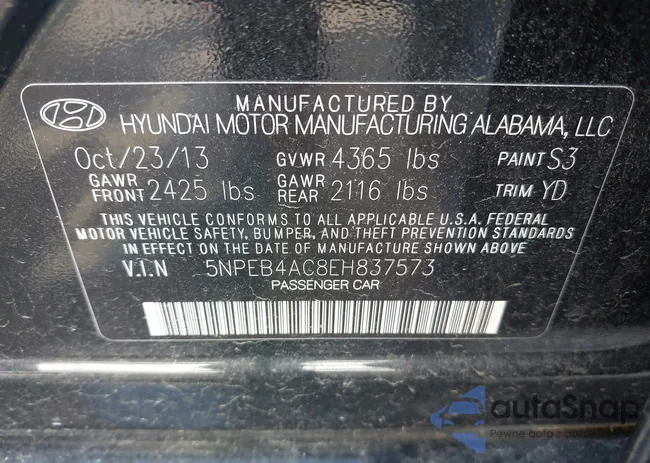 MANUFACTURED BY
HYUNDAI MOTOR MANUFACTURING ALABAMA, LLC
Oct/23/13 GVWR 4365 lbs PAINT S3
GAWR FRONT 2425 lbs GAWR REAR 2116 lbs TRIM YD
THIS VEHICLE CONFORMS TO ALL APPLICABLE U.S.A. FEDERAL
MOTOR VEHICLE SAFETY, BUMPER, AND THEFT PREVENTION STANDARDS
IN EFFECT ON THE DATE OF MANUFACTURE SHOWN ABOVE.
V.I.N 5NPEB4AC8EH837573
PASSENGER CAR
autoSnap
Pewne auto z